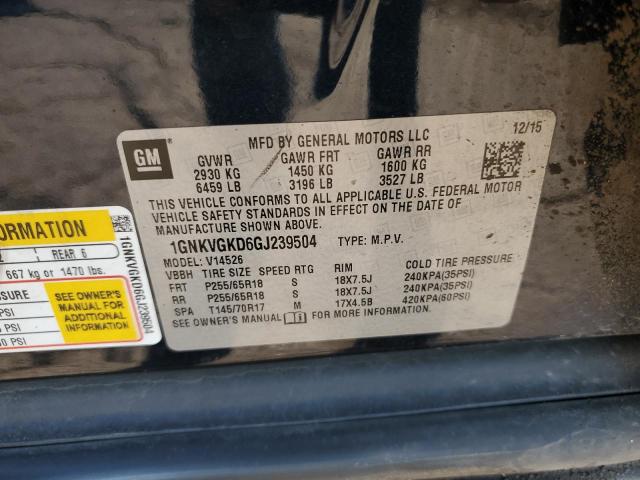 GM
MFD BY GENERAL MOTORS LLC
12/15
GVWR GAWR FRT GAWR RR
2930 KG 1450 KG 1600 KG
6459 LB 3196 LB 3527 LB
THIS VEHICLE CONFORMS TO ALL APPLICABLE U.S. FEDERAL MOTOR
VEHICLE SAFETY STANDARDS IN EFFECT ON THE DATE OF
MANUFACTURE SHOWN ABOVE.
1GNKVGKD6GJ239504 TYPE: M.P.V.
MODEL: V14526
VBBH TIRE SIZE SPEED RTG RIM COLD TIRE PRESSURE
FRT P255/65R18 S 18X7.5J 240KPA(35PSI)
RR P255/65R18 S 18X7.5J 240KPA(35PSI)
SPA T145/70R17 M 17X4.5B 420KPA(60PSI)
SEE OWNER'S MANUAL FOR MORE INFORMATION.
FORMATION
REAR 6
667 kg or 1470 lbs.
SSURE
SEE OWNER'S
MANUAL FOR
ADDITIONAL
INFORMATION
PSI
PSI
PSI
1GNKVGKD6GJ239504